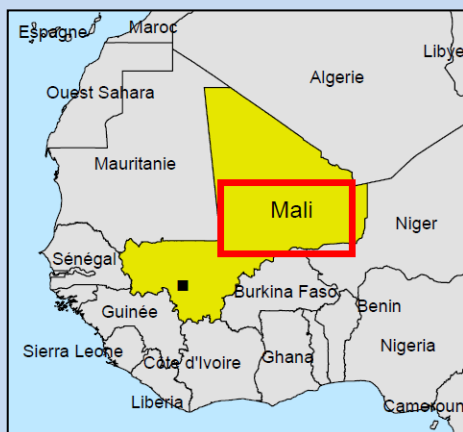 Maroc
Espagne
Libye
Algerie
Ouest Sahara
Mauritanie
Mali
Niger
Sénégal
Burkina Faso
Benin
Guinée
Nigeria
Sierra Leone
Côte d'Ivoire
Ghana
Liberia
Cameroun